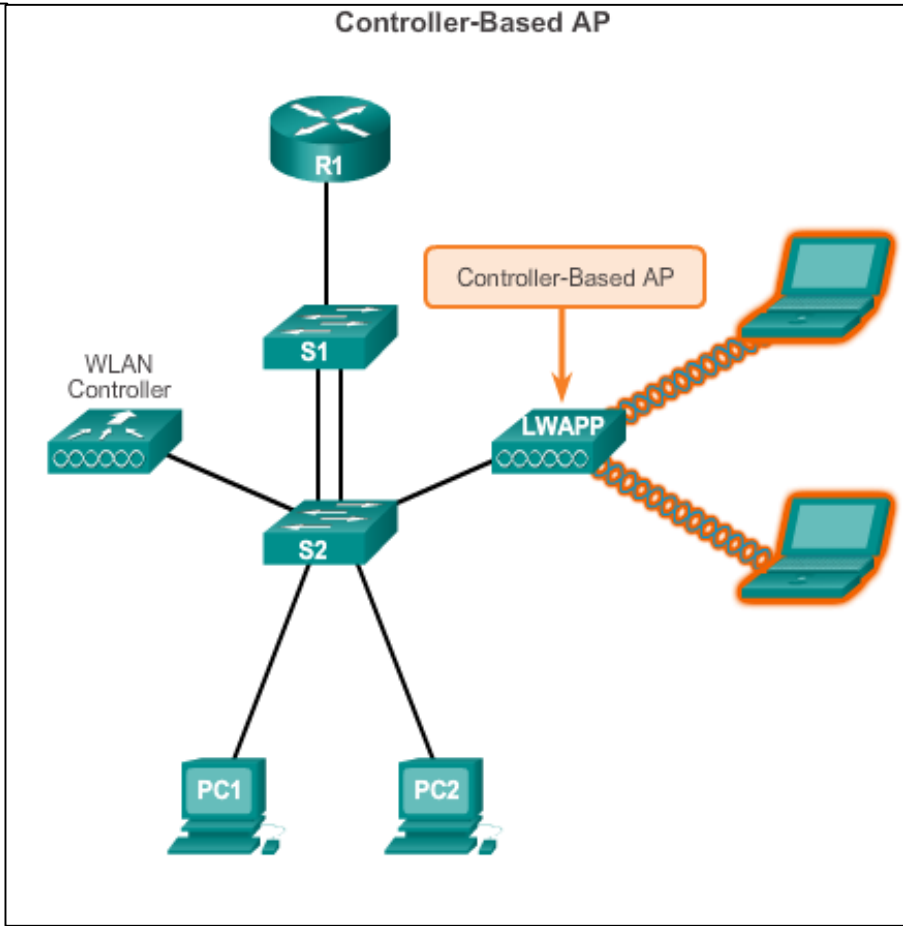 Controller-Based AP
R1
Controller-Based AP
S1
WLAN
Controller
LWAPP
S2
PC1
PC2